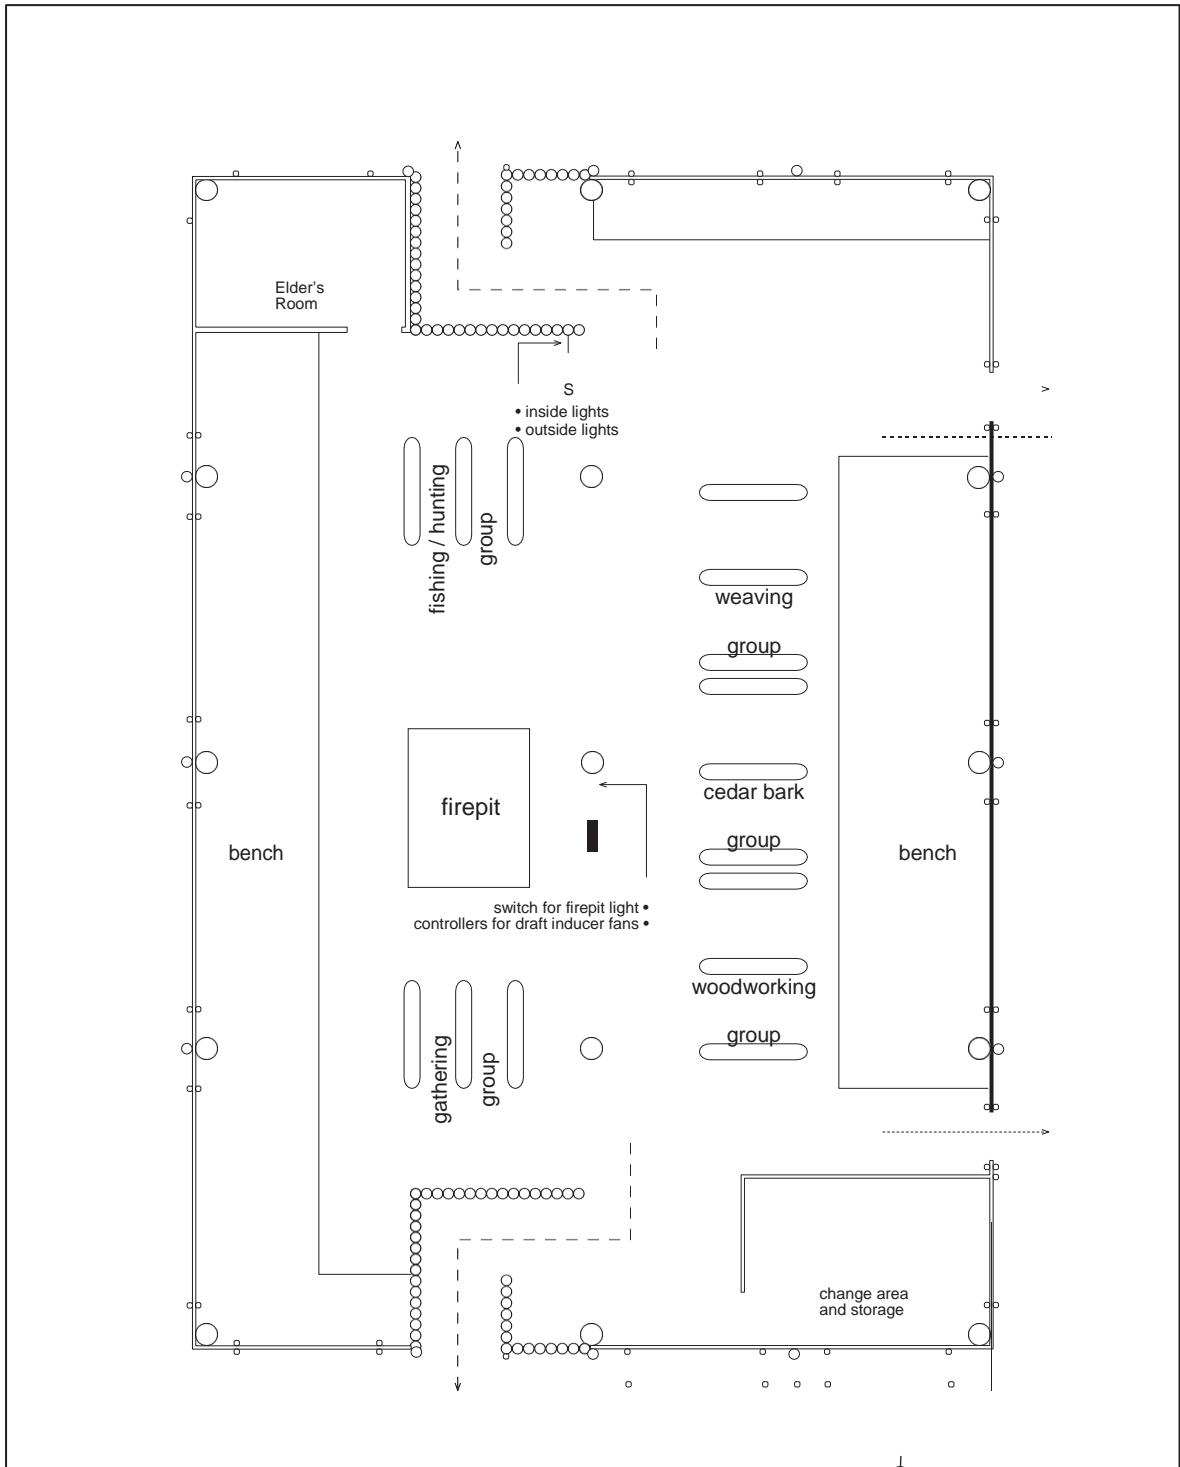 Elder's
Room
S
• inside lights
• outside lights
fishing / hunting
group
weaving
group
firepit
cedar bark
group
bench
bench
switch for firepit light •
controllers for draft inducer fans •
woodworking
group
gathering
group
change area
and storage